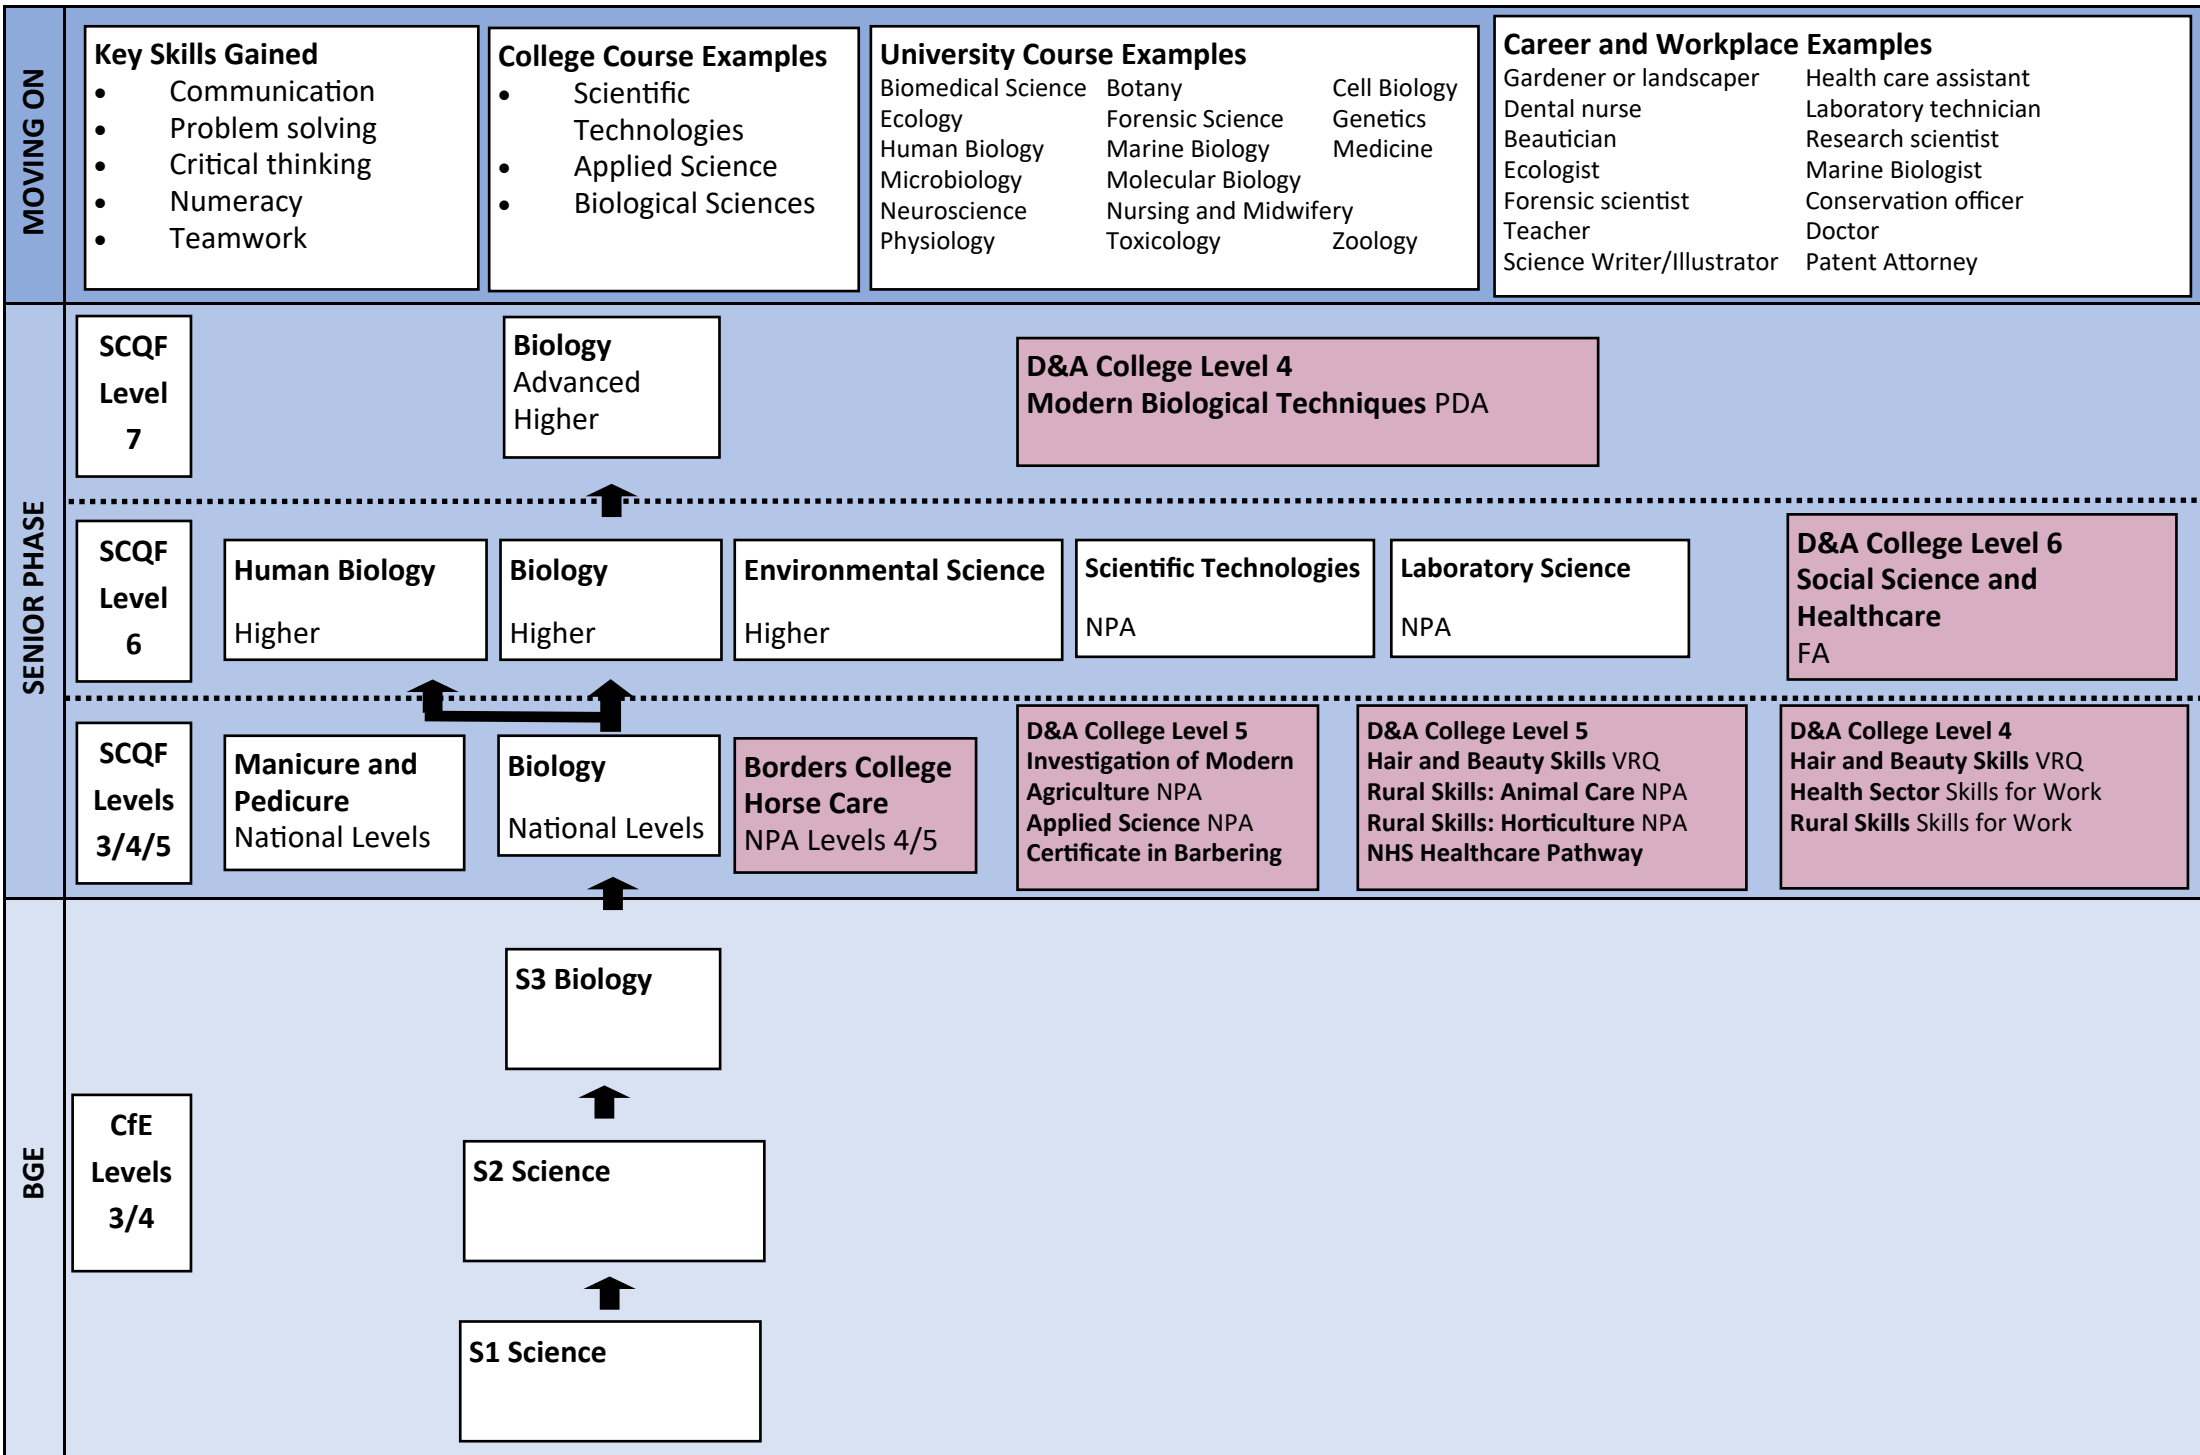 MOVING ON
Key Skills Gained
• Communication
• Problem solving
• Critical thinking
• Numeracy
• Teamwork
College Course Examples
• Scientific
Technologies
• Applied Science
• Biological Sciences
University Course Examples
Biomedical Science Botany Cell Biology
Ecology Forensic Science Genetics
Human Biology Marine Biology Medicine
Microbiology Molecular Biology
Neuroscience Nursing and Midwifery
Physiology Toxicology Zoology
Career and Workplace Examples
Gardener or landscaper Health care assistant
Dental nurse Laboratory technician
Beautician Research scientist
Ecologist Marine Biologist
Forensic scientist Conservation officer
Teacher Doctor
Science Writer/Illustrator Patent Attorney
SENIOR PHASE
SCQF
Level
7
Biology
Advanced
Higher
D&A College Level 4
Modern Biological Techniques PDA
SCQF
Level
6
Human Biology
Higher
Biology
Higher
Environmental Science
Higher
Scientific Technologies
NPA
Laboratory Science
NPA
D&A College Level 6
Social Science and
Healthcare
FA
SCQF
Levels
3/4/5
Manicure and
Pedicure
National Levels
Biology
National Levels
Borders College
Horse Care
NPA Levels 4/5
D&A College Level 5
Investigation of Modern
Agriculture NPA
Applied Science NPA
Certificate in Barbering
D&A College Level 5
Hair and Beauty Skills VRQ
Rural Skills: Animal Care NPA
Rural Skills: Horticulture NPA
NHS Healthcare Pathway
D&A College Level 4
Hair and Beauty Skills VRQ
Health Sector Skills for Work
Rural Skills Skills for Work
BGE
CfE
Levels
3/4
S3 Biology
S2 Science
S1 Science